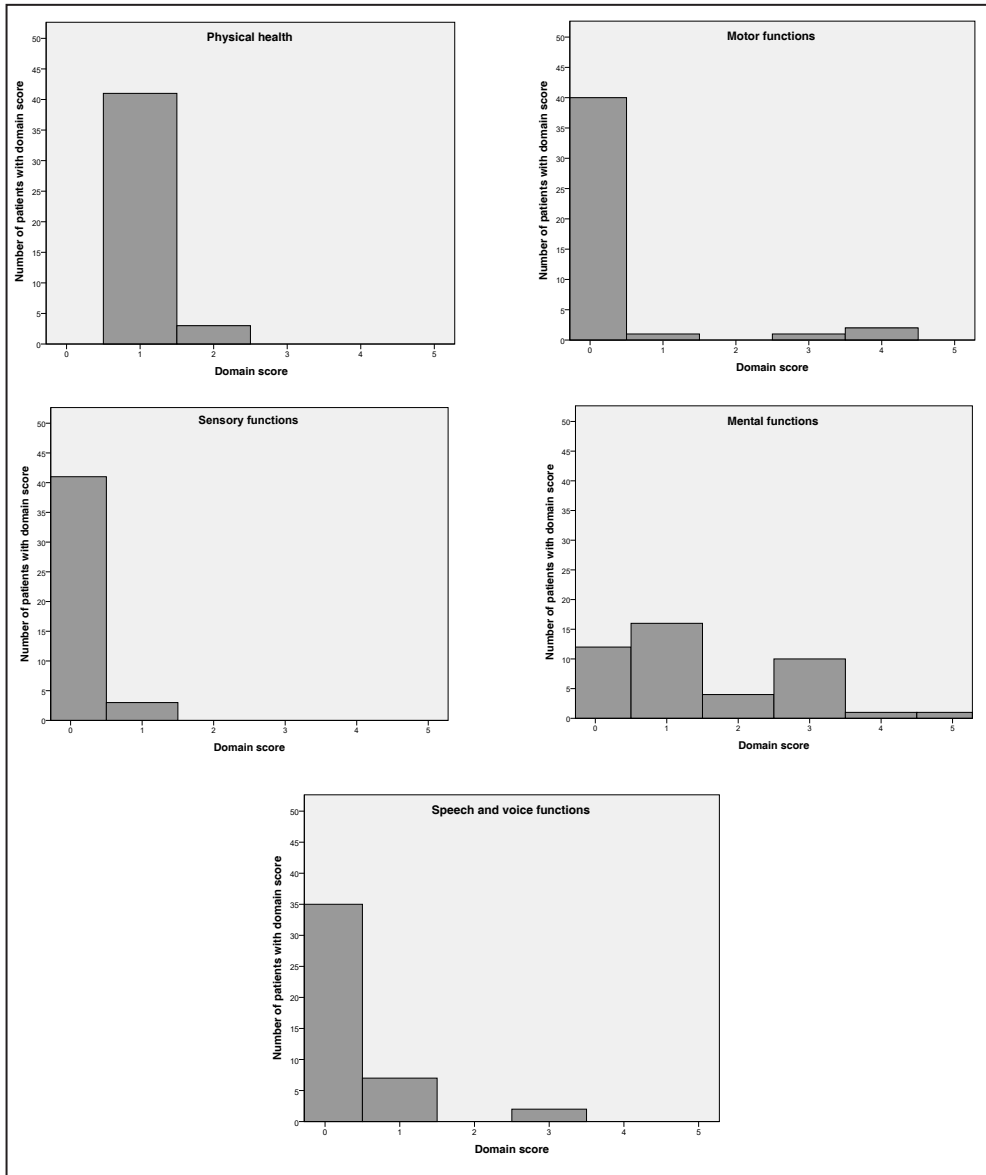 Physical health
Number of patients with domain score
50
45
40
35
30
25
20
15
10
5
0
0 1 2 3 4 5
Domain score
Motor functions
Number of patients with domain score
50
45
40
35
30
25
20
15
10
5
0
0 1 2 3 4 5
Domain score
Sensory functions
Number of patients with domain score
50
45
40
35
30
25
20
15
10
5
0
0 1 2 3 4 5
Domain score
Mental functions
Number of patients with domain score
50
45
40
35
30
25
20
15
10
5
0
0 1 2 3 4 5
Domain score
Speech and voice functions
Number of patients with domain score
50
45
40
35
30
25
20
15
10
5
0
0 1 2 3 4 5
Domain score